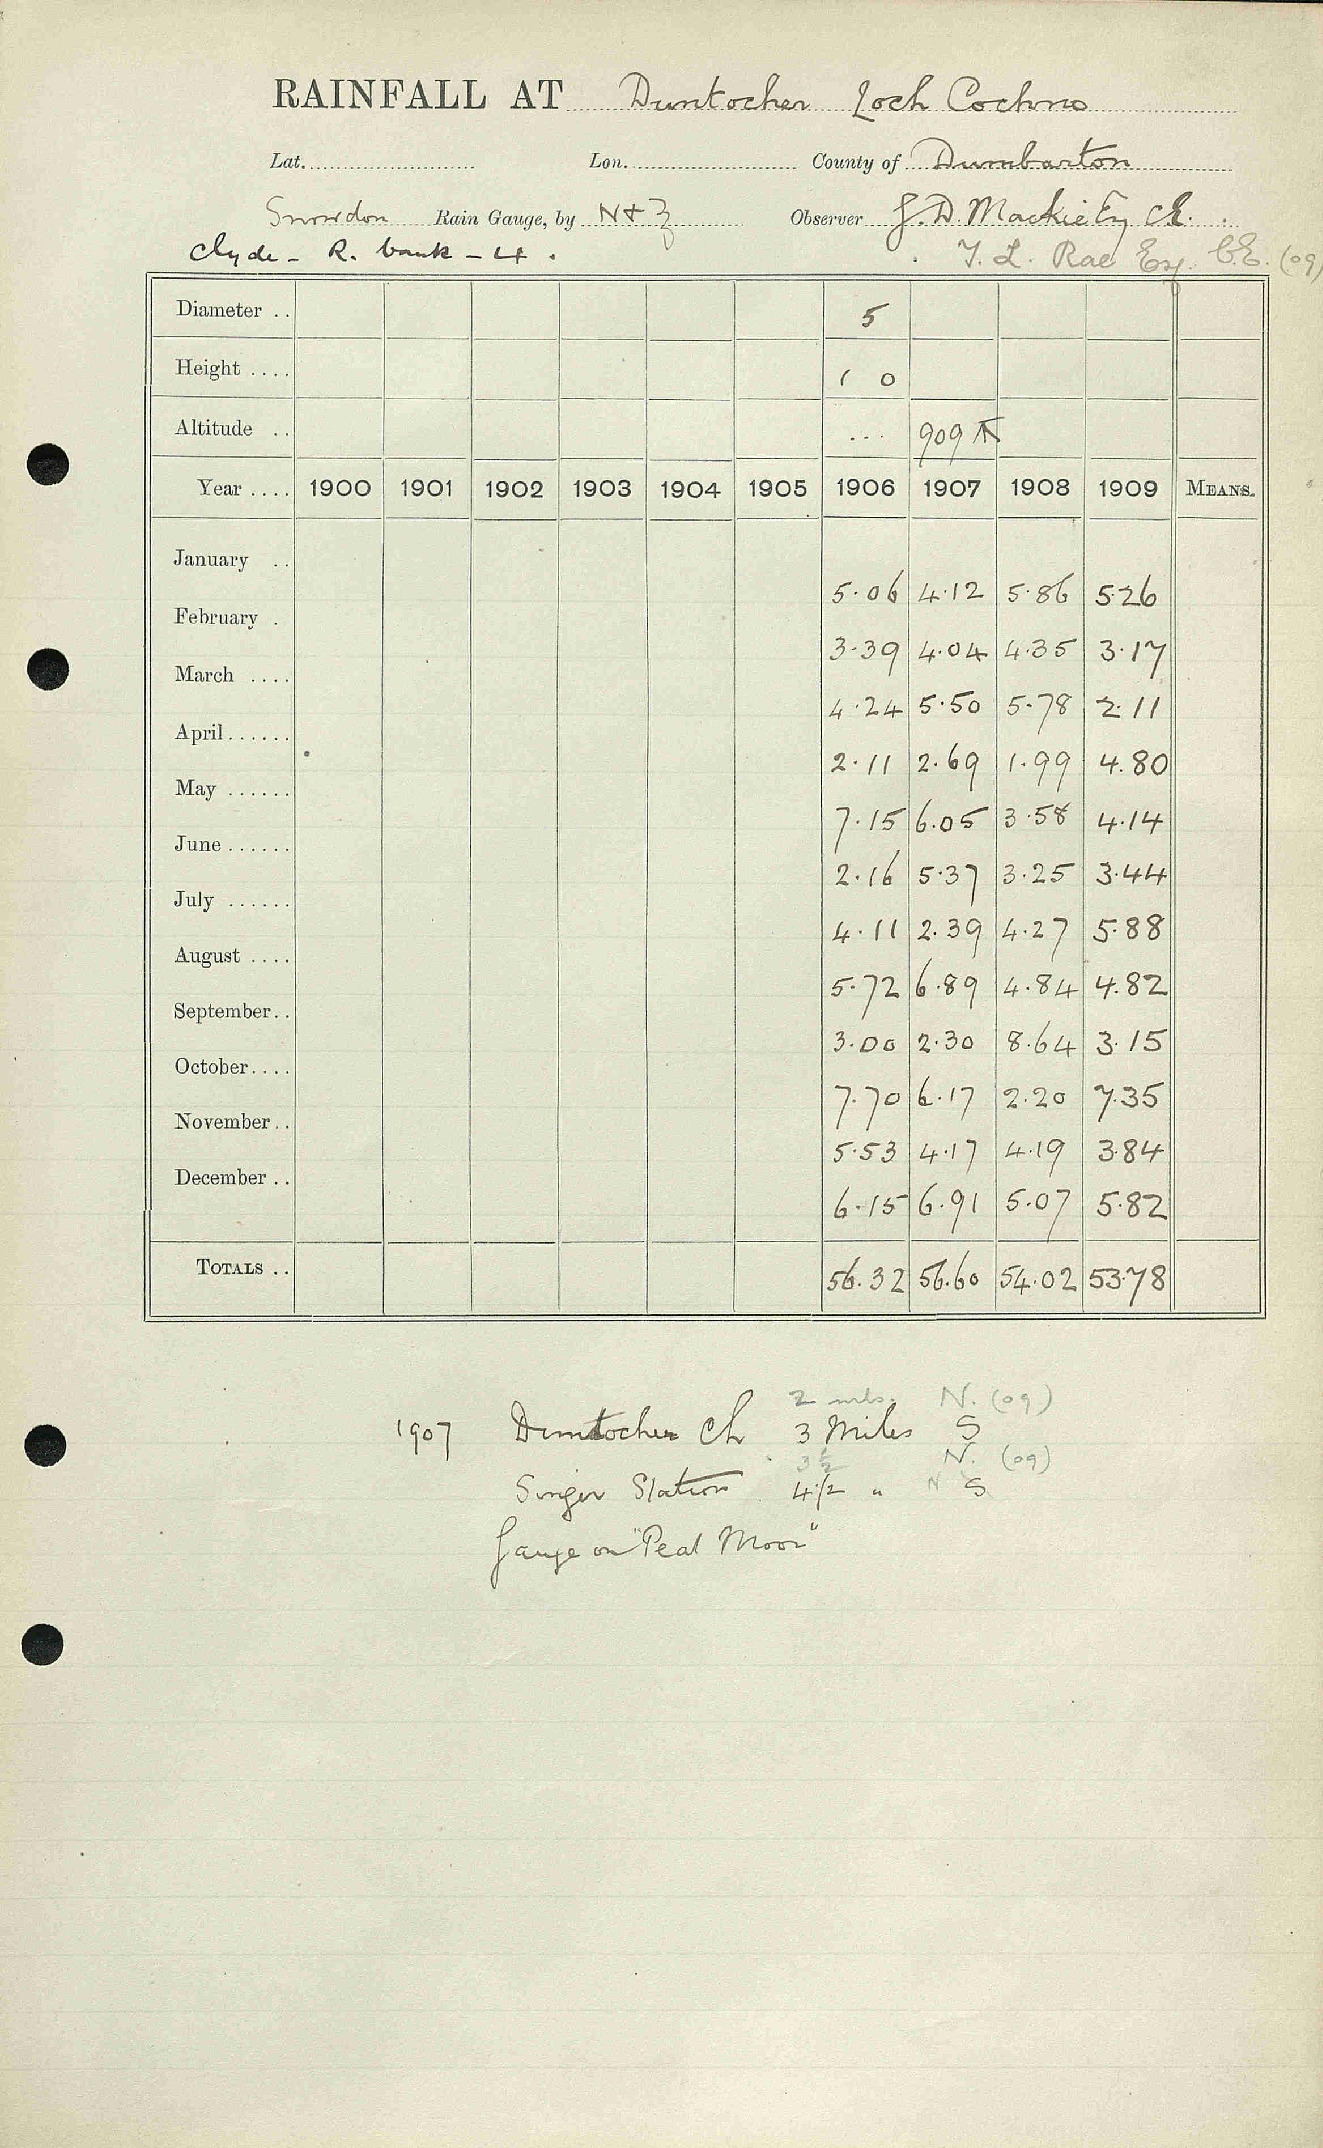 RAINFALL AT Duntocher Loch Cochno
Lat. Lon. County of Dumbarton
Snowdon Rain Gauge, by N+Z Observer J. D. Mackie Esq C.E.
Clyde - R. bank - 4. T. L. Rae Esq. C.E. (09)
Diameter .. 5
Height .... 1 0
Altitude .. ... 909 ft
Year .... 1900 1901 1902 1903 1904 1905 1906 1907 1908 1909 MEANS.
January .. 5.06 4.12 5.86 5.26
February . 3.39 4.04 4.35 3.17
March .... 4.24 5.50 5.78 2.11
April...... 2.11 2.69 1.99 4.80
May ...... 7.15 6.05 3.58 4.14
June ...... 2.16 5.37 3.25 3.44
July ...... 4.11 2.39 4.27 5.88
August .... 5.72 6.89 4.84 4.82
September.. 3.00 2.30 8.64 3.15
October.... 7.70 6.17 2.20 7.35
November.. 5.53 4.17 4.19 3.84
December .. 6.15 6.91 5.07 5.82
TOTALS .. 56.32 56.60 54.02 53.78
2 mls. N. (09)
1907 Duntocher Ch 3 Miles S
3½ N. (09)
Singer Station 4½ " N S
Gauge on "Peat Moor"